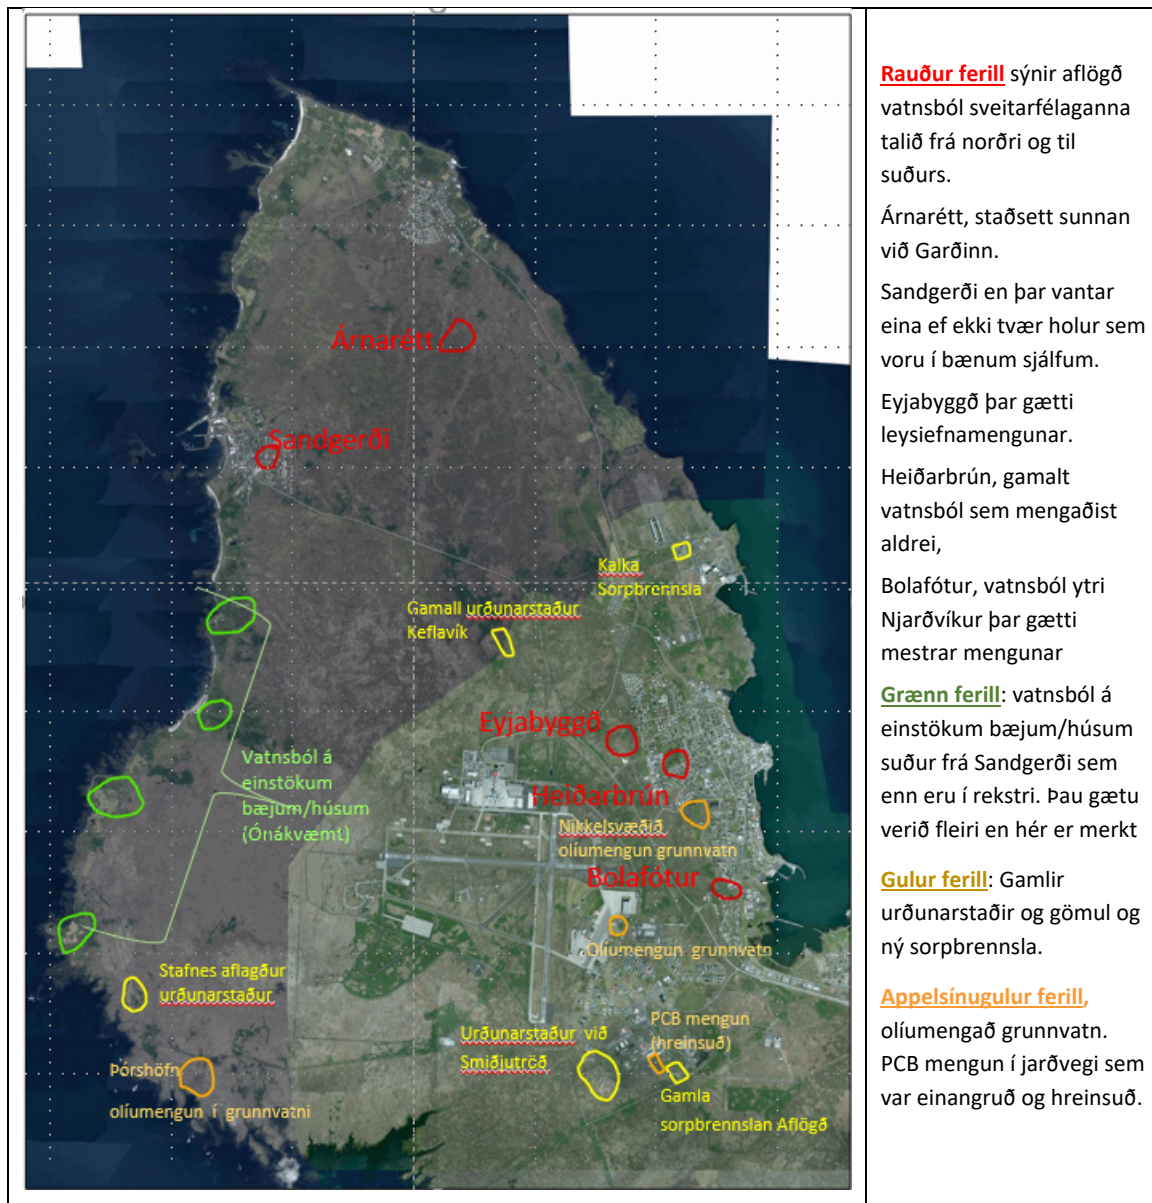 Árnarétt
Sandgerði
Kalka
Sorpbrennsla
Gamall urðunarstaður
Keflavík
Eyjabyggð
Vatnsból á
einstökum
bæjum/húsum
(Ónákvæmt)
Heiðarbrún
Nikkelsvæðið
olíumengun grunnvatn
Bolafótur
Olíumengun grunnvatn
Stafnes aflagður
urðunarstaður
Urðunarstaður við
Smiðjutröð
PCB mengun
(hreinsuð)
Þórshöfn
olíumengun í grunnvatni
Gamla
sorpbrennslan Aflögð
Rauður ferill sýnir aflögð
vatnsból sveitarfélaganna
talið frá norðri og til
suðurs.
Árnarétt, staðsett sunnan
við Garðinn.
Sandgerði en þar vantar
eina ef ekki tvær holur sem
voru í bænum sjálfum.
Eyjabyggð þar gætti
leysiefnamengunar.
Heiðarbrún, gamalt
vatnsból sem mengaðist
aldrei,
Bolafótur, vatnsból ytri
Njarðvíkur þar gætti
mestrar mengunar
Grænn ferill: vatnsból á
einstökum bæjum/húsum
suður frá Sandgerði sem
enn eru í rekstri. Þau gætu
verið fleiri en hér er merkt
Gulur ferill: Gamlir
urðunarstaðir og gömul og
ný sorpbrennsla.
Appelsínugulur ferill,
olíumengað grunnvatn.
PCB mengun í jarðvegi sem
var einangruð og hreinsuð.